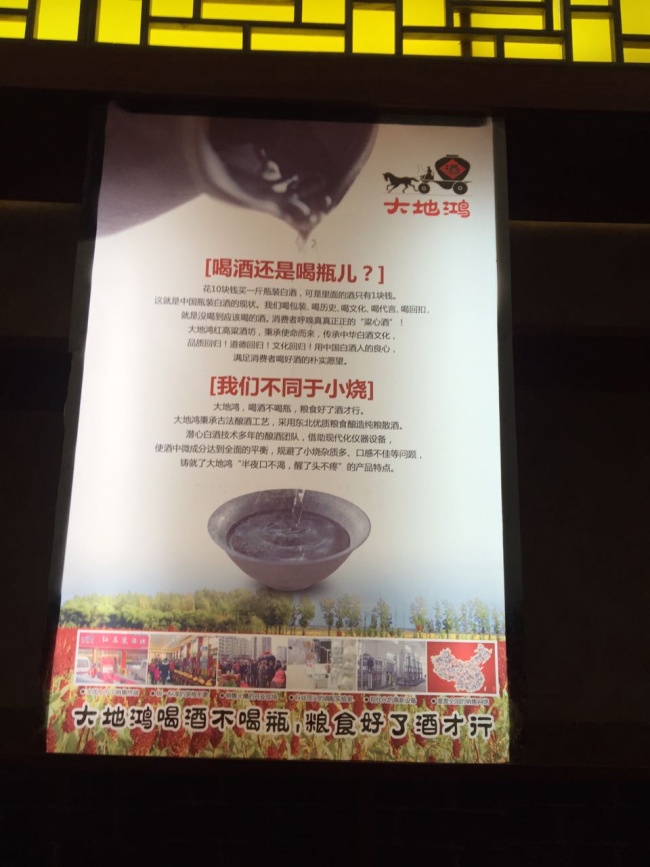 酒
大地鸿
[喝酒还是喝瓶儿？]
花10块钱买一斤瓶装白酒，可是里面的酒只有1块钱。
这就是中国瓶装白酒的现状。我们喝包装、喝历史、喝文化、喝代言、喝回扣，
就是没喝到应该喝的酒。消费者呼唤真真正正的“粱心酒”！
大地鸿红高粱酒坊，秉承使命而来，传承中华白酒文化，
品质回归！道德回归！文化回归！用中国白酒人的良心，
满足消费者喝好酒的朴实愿望。
[我们不同于小烧]
大地鸿，喝酒不喝瓶，粮食好了酒才行。
大地鸿秉承古法酿酒工艺，采用东北优质粮食酿造纯粮散酒。
潜心白酒技术多年的酿酒团队，借助现代化仪器设备，
使酒中微成分达到全面的平衡，规避了小烧杂质多、口感不佳等问题，
铸就了大地鸿“半夜口不渴，醒了头不疼”的产品特点。
大地鸿喝酒不喝瓶，粮食好了酒才行